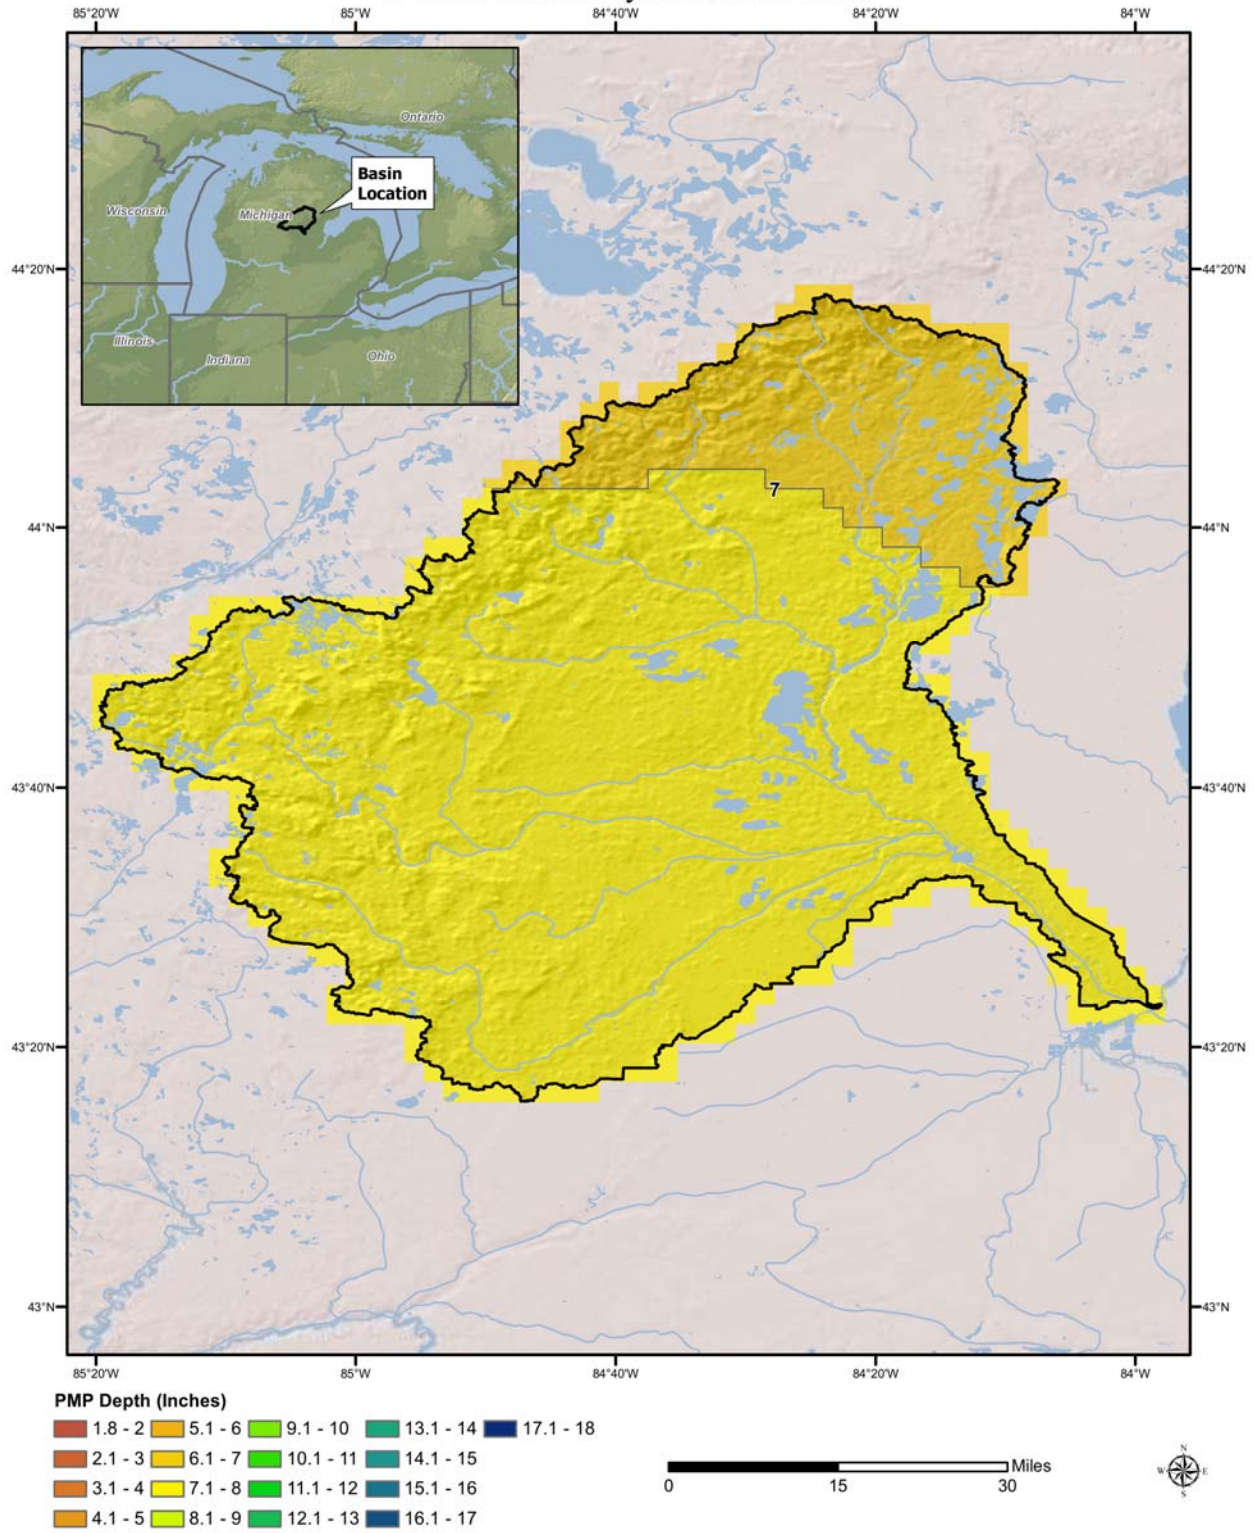 85°20'W 85°0'W 84°40'W 84°20'W 84°0'W
Ontario
Basin
Location
Wisconsin
Michigan
Illinois
Indiana
Ohio
44°20'N 44°20'N
7
44°N 44°N
43°40'N 43°40'N
43°20'N 43°20'N
43°N 43°N
85°20'W 85°0'W 84°40'W 84°20'W 84°0'W
PMP Depth (Inches)
1.8 - 2 5.1 - 6 9.1 - 10 13.1 - 14 17.1 - 18
2.1 - 3 6.1 - 7 10.1 - 11 14.1 - 15
3.1 - 4 7.1 - 8 11.1 - 12 15.1 - 16
4.1 - 5 8.1 - 9 12.1 - 13 16.1 - 17
Miles
0 15 30
N
W E
S